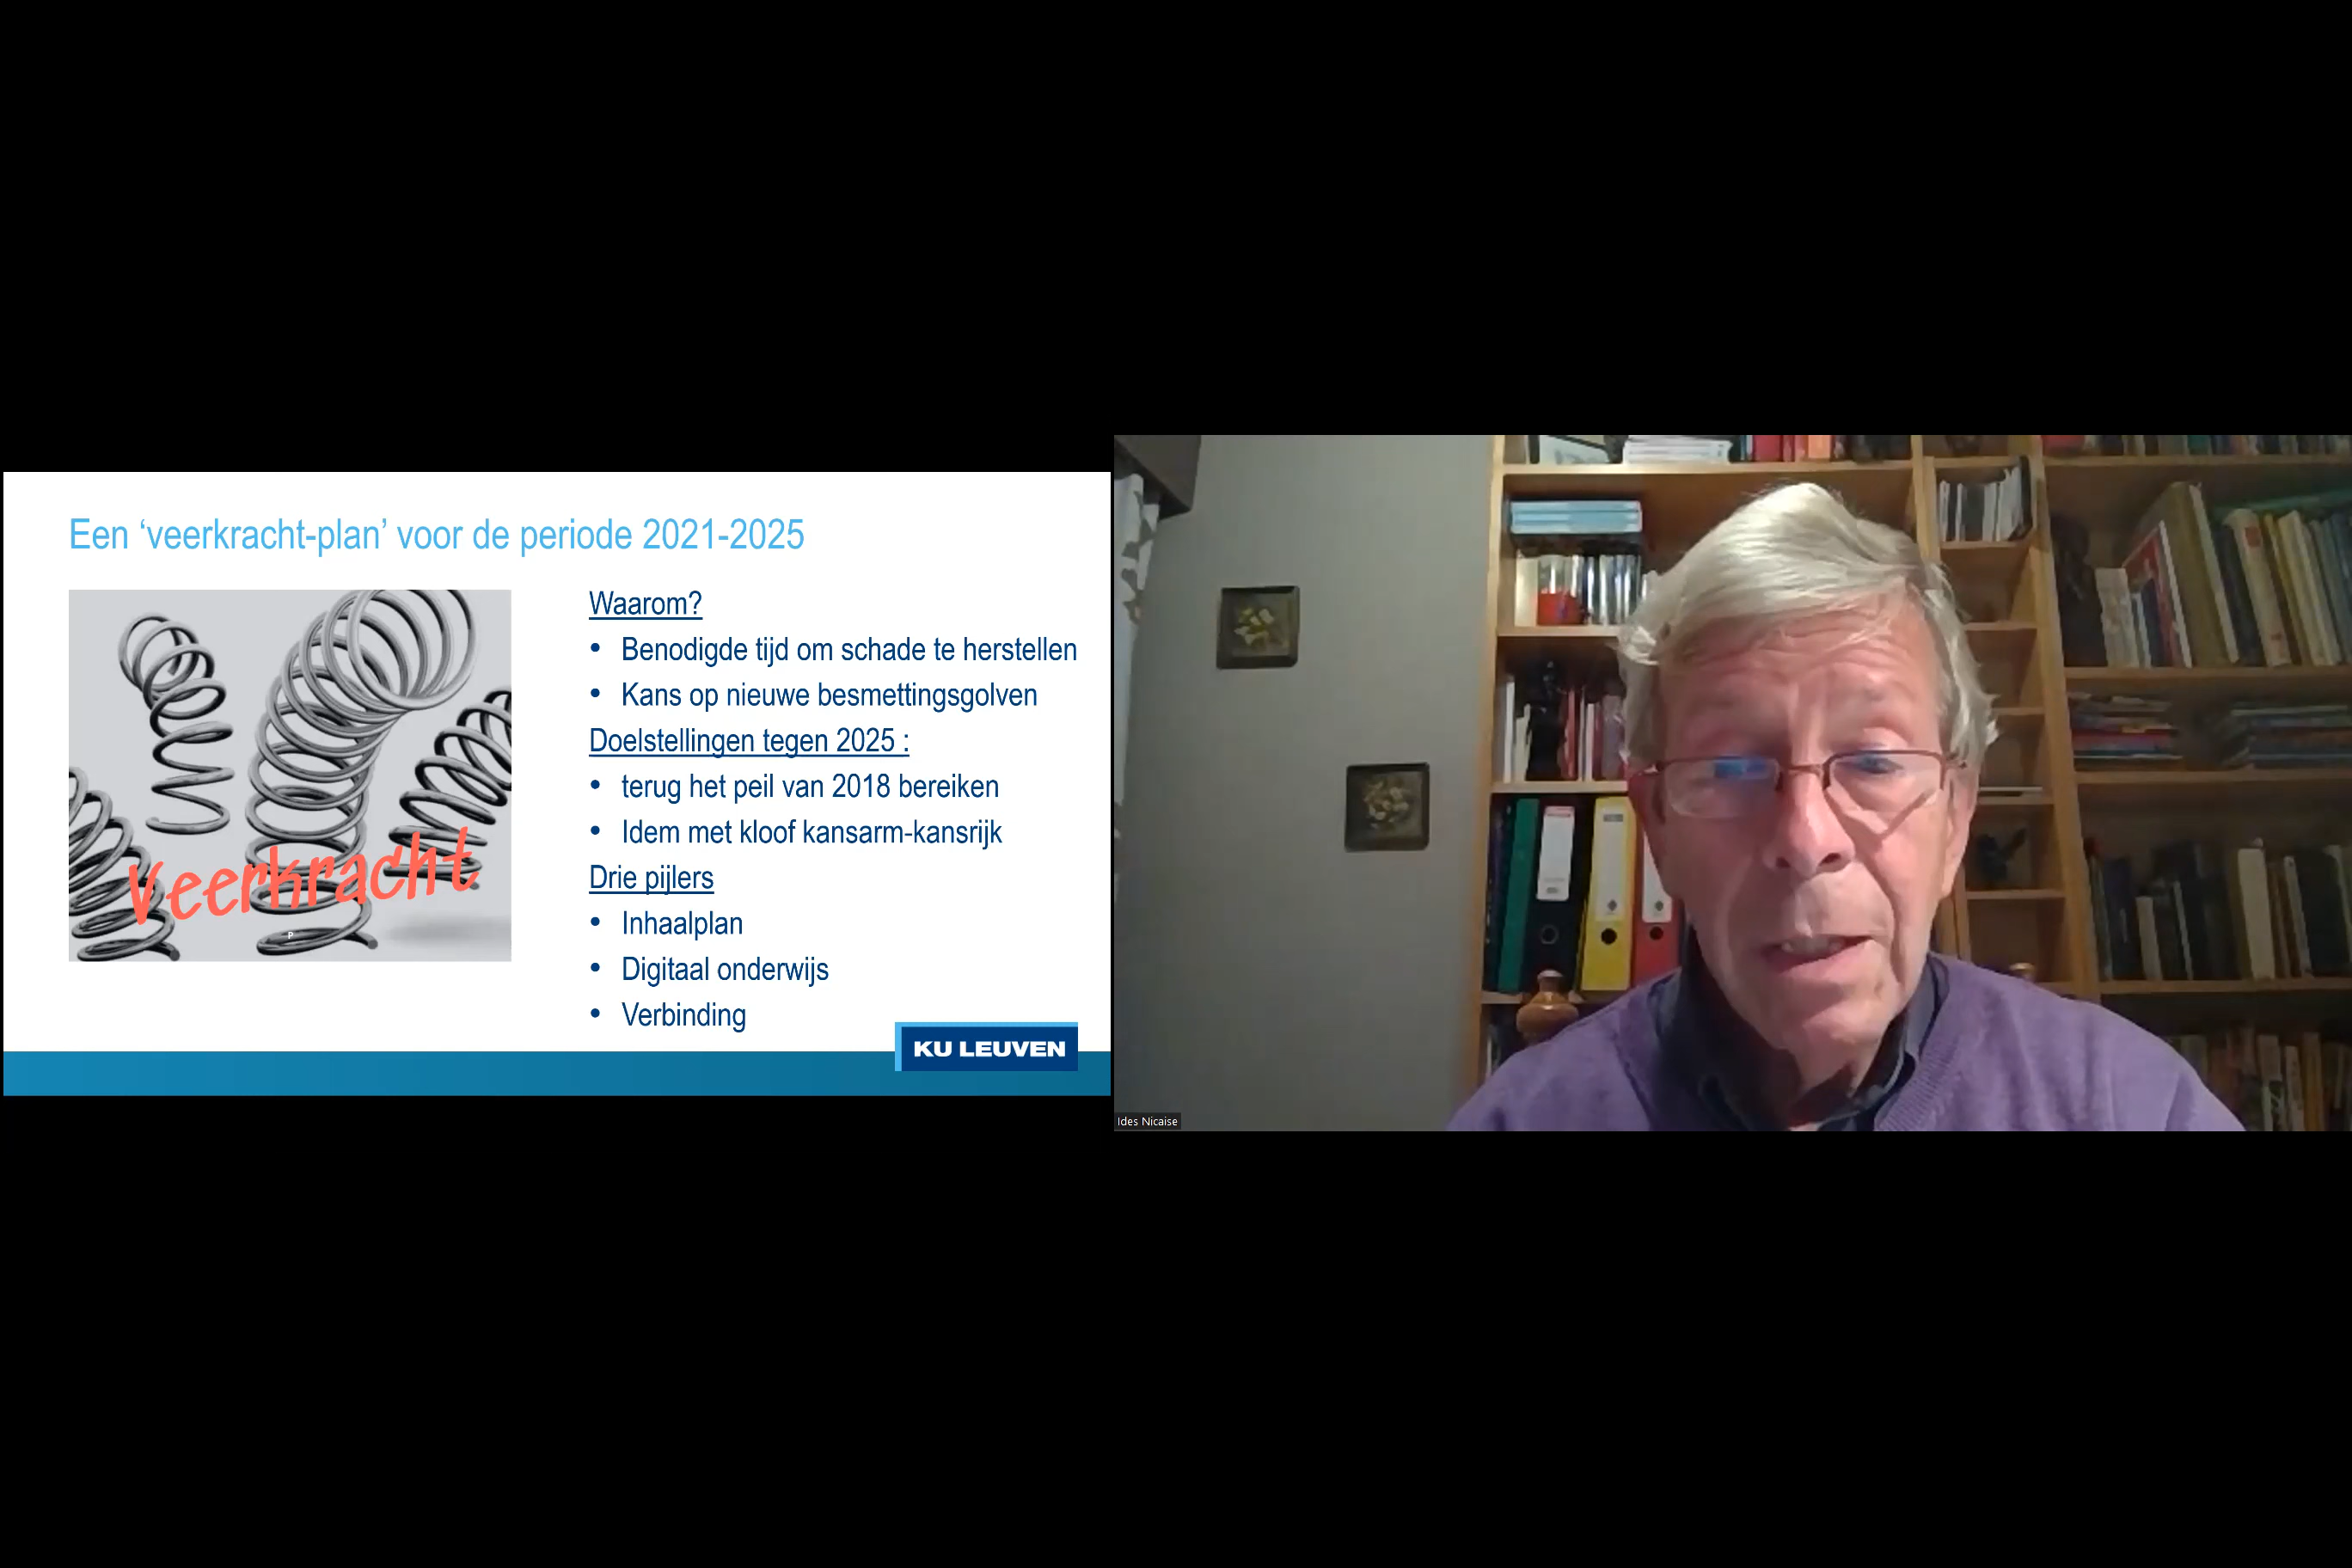 Een ‘veerkracht-plan’ voor de periode 2021-2025
Waarom?
• Benodigde tijd om schade te herstellen
• Kans op nieuwe besmettingsgolven
Doelstellingen tegen 2025 :
• terug het peil van 2018 bereiken
• Idem met kloof kansarm-kansrijk
Drie pijlers
• Inhaalplan
• Digitaal onderwijs
• Verbinding
Veerkracht
P
KU LEUVEN
Ides Nicaise